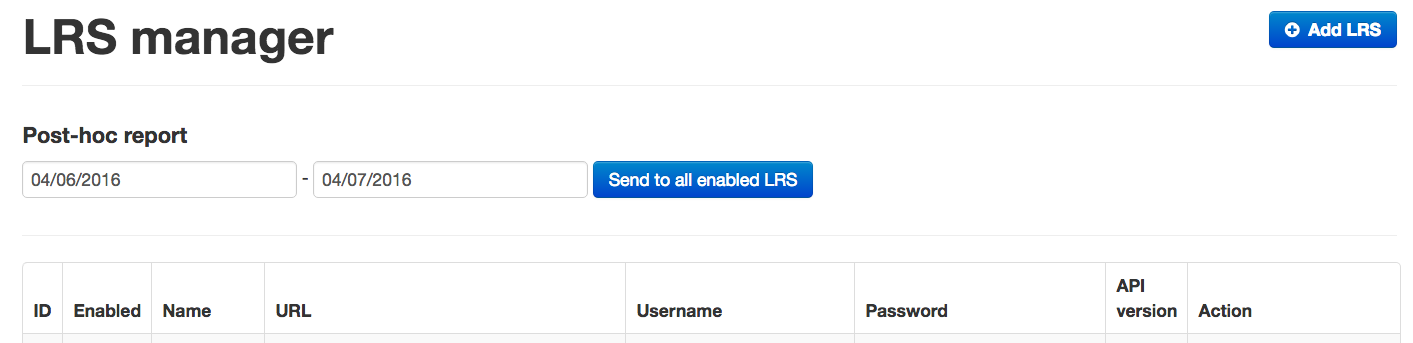 LRS manager
Add LRS
Post-hoc report
04/06/2016 - 04/07/2016 Send to all enabled LRS
ID Enabled Name URL Username Password API version Action